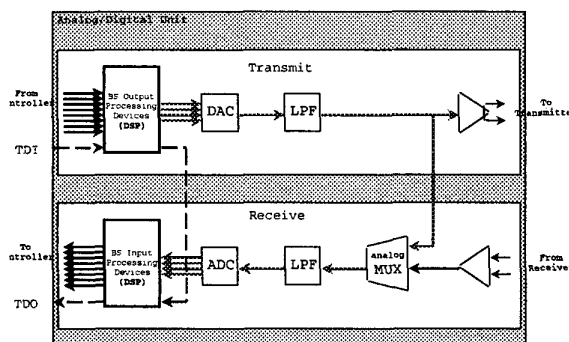 Analog/Digital Unit
Transmit
From
ntroller
BS Output
Processing
Devices
(DSP)
DAC
LPF
To
Transmitte
TDI
Receive
To
ntroller
BS Input
Processing
Devices
(DSP)
ADC
LPF
analog
MUX
From
Receive
TDO